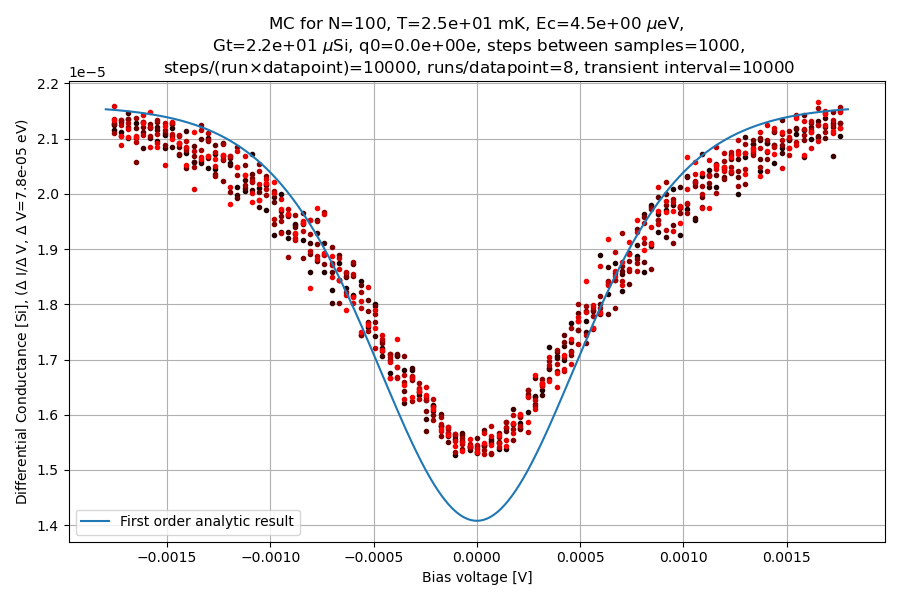 MC for N=100, T=2.5e+01 mK, Ec=4.5e+00 μeV,
Gt=2.2e+01 μSi, q0=0.0e+00e, steps between samples=1000,
steps/(run×datapoint)=10000, runs/datapoint=8, transient interval=10000
1e−5
2.2
2.1
2.0
1.9
1.8
1.7
1.6
1.5
1.4
Differential Conductance [Si], (Δ I/Δ V, Δ V= 7.8e-05 eV)
First order analytic result
−0.0015 −0.0010 −0.0005 0.0000 0.0005 0.0010 0.0015
Bias voltage [V]